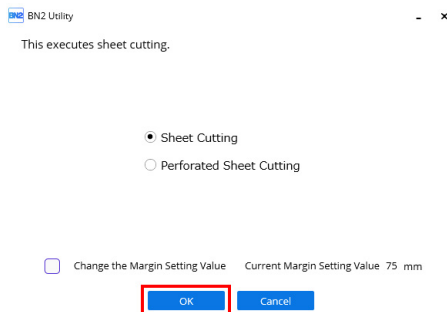 BN2 BN2 Utility
This executes sheet cutting.
Sheet Cutting
Perforated Sheet Cutting
Change the Margin Setting Value Current Margin Setting Value 75 mm
OK Cancel